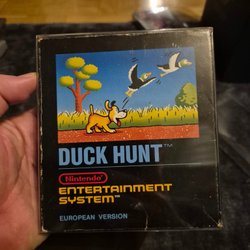 DUCK HUNT™
Nintendo®
ENTERTAINMENT
SYSTEM™
EUROPEAN VERSION